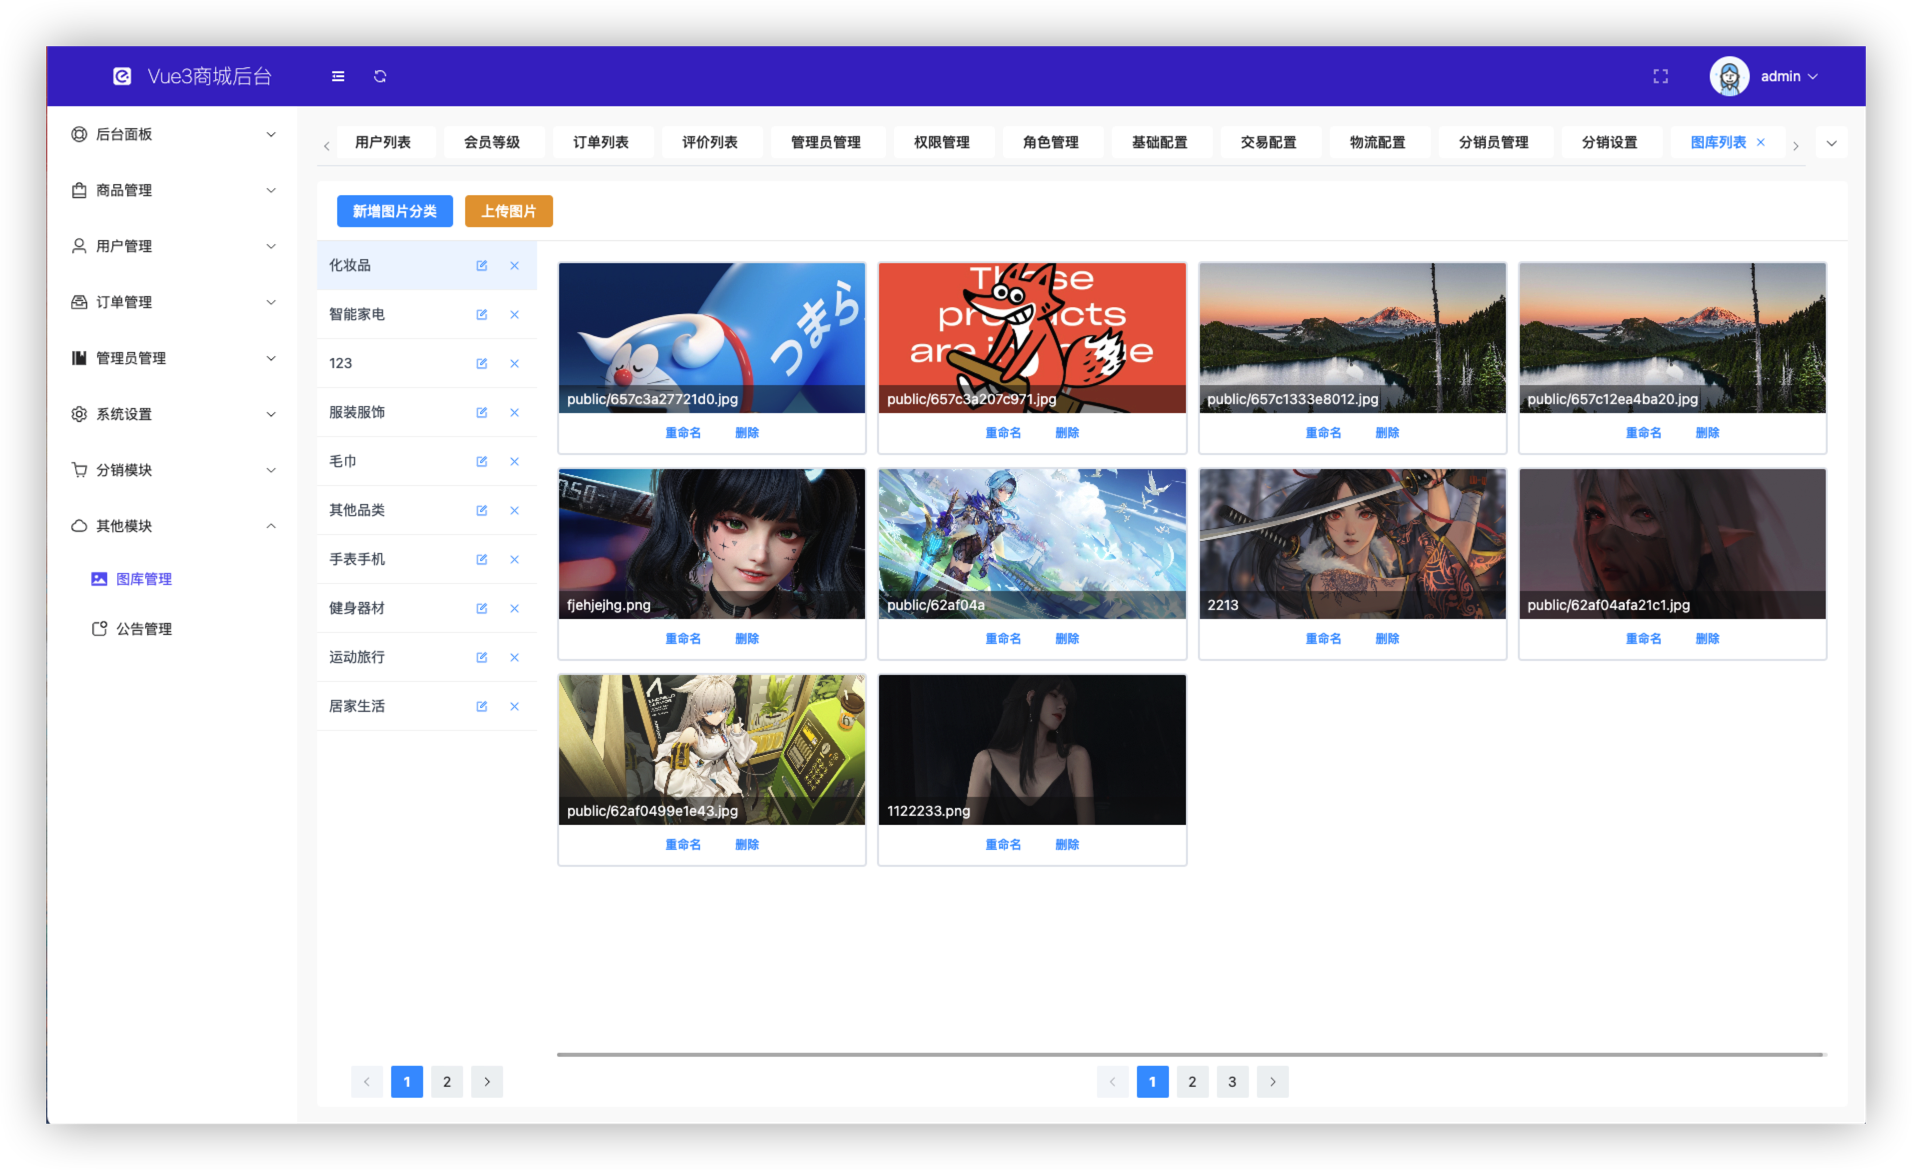 Vue3商城后台
admin
后台面板
商品管理
用户管理
订单管理
管理员管理
系统设置
分销模块
其他模块
图库管理
公告管理
用户列表 会员等级 订单列表 评价列表 管理员管理 权限管理 角色管理 基础配置 交易配置 物流配置 分销员管理 分销设置 图库列表
新增图片分类 上传图片
化妆品
智能家电
123
服装服饰
毛巾
其他品类
手表手机
健身器材
运动旅行
居家生活
1 2
つまら
public/657c3a27721d0.jpg
重命名 删除
These
products
are
public/657c3a207c971.jpg
重命名 删除
public/657c1333e8012.jpg
重命名 删除
public/657c12ea4ba20.jpg
重命名 删除
fjehjejhg.png
重命名 删除
public/62af04a
重命名 删除
2213
重命名 删除
public/62af04afa21c1.jpg
重命名 删除
public/62af0499e1e43.jpg
重命名 删除
1122233.png
重命名 删除
1 2 3